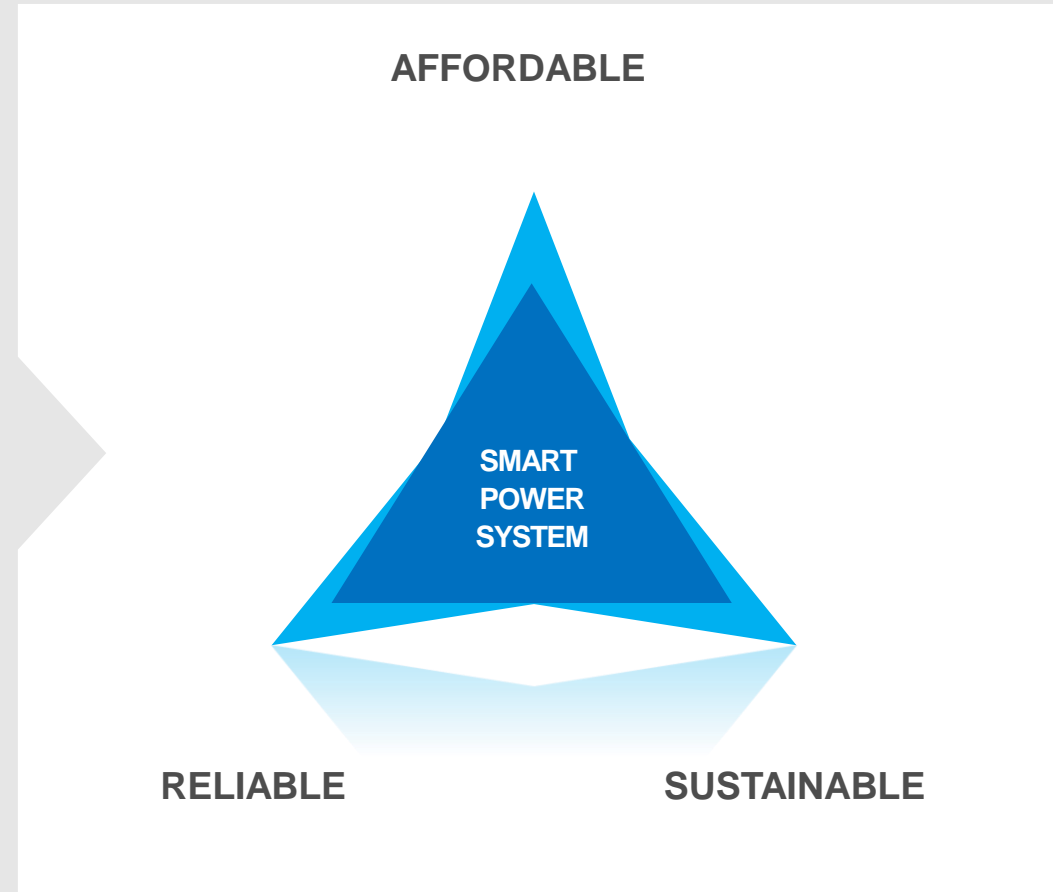 AFFORDABLE
SMART
POWER
SYSTEM
RELIABLE
SUSTAINABLE